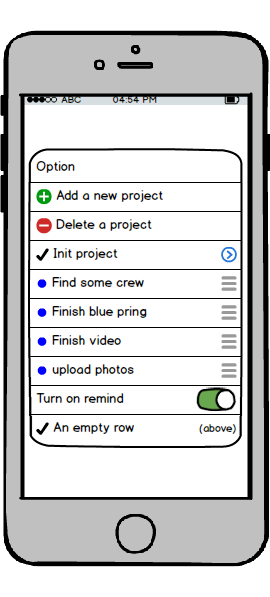 ABC 04:54 PM
Option
Add a new project
Delete a project
Init project
Find some crew
Finish blue pring
Finish video
upload photos
Turn on remind
An empty row (above)